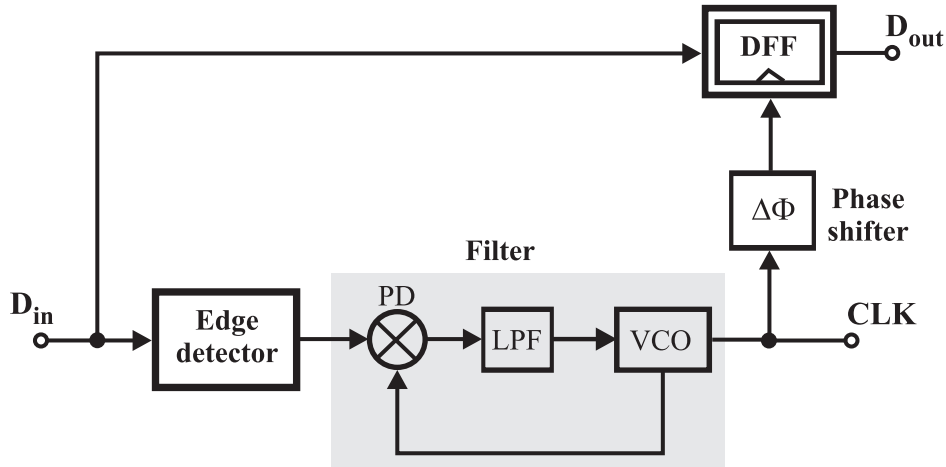 DFF
D_out
ΔΦ
Phase
shifter
Filter
D_in
Edge
detector
PD
LPF
VCO
CLK